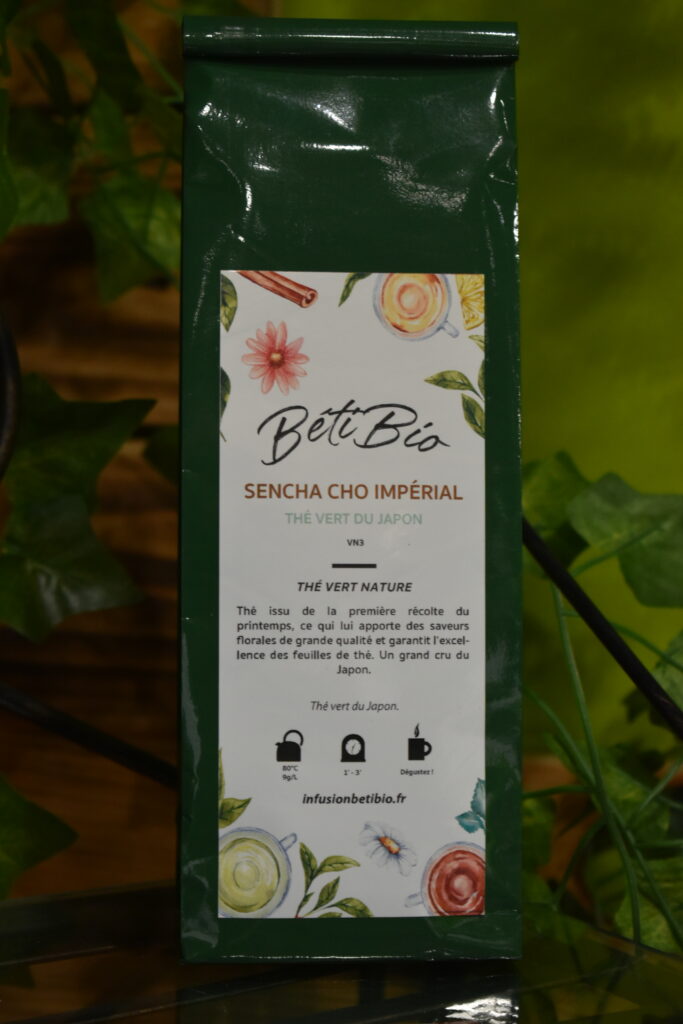 Bêti Bio
SENCHA CHO IMPÉRIAL
THÉ VERT DU JAPON
VN3
THÉ VERT NATURE
Thé issu de la première récolte du
printemps, ce qui lui apporte des saveurs
florales de grande qualité et garantit l'excel-
lence des feuilles de thé. Un grand cru du
Japon.
Thé vert du Japon.
80°C
9g/L
1' - 3'
Dégustez !
infusionbetibio.fr